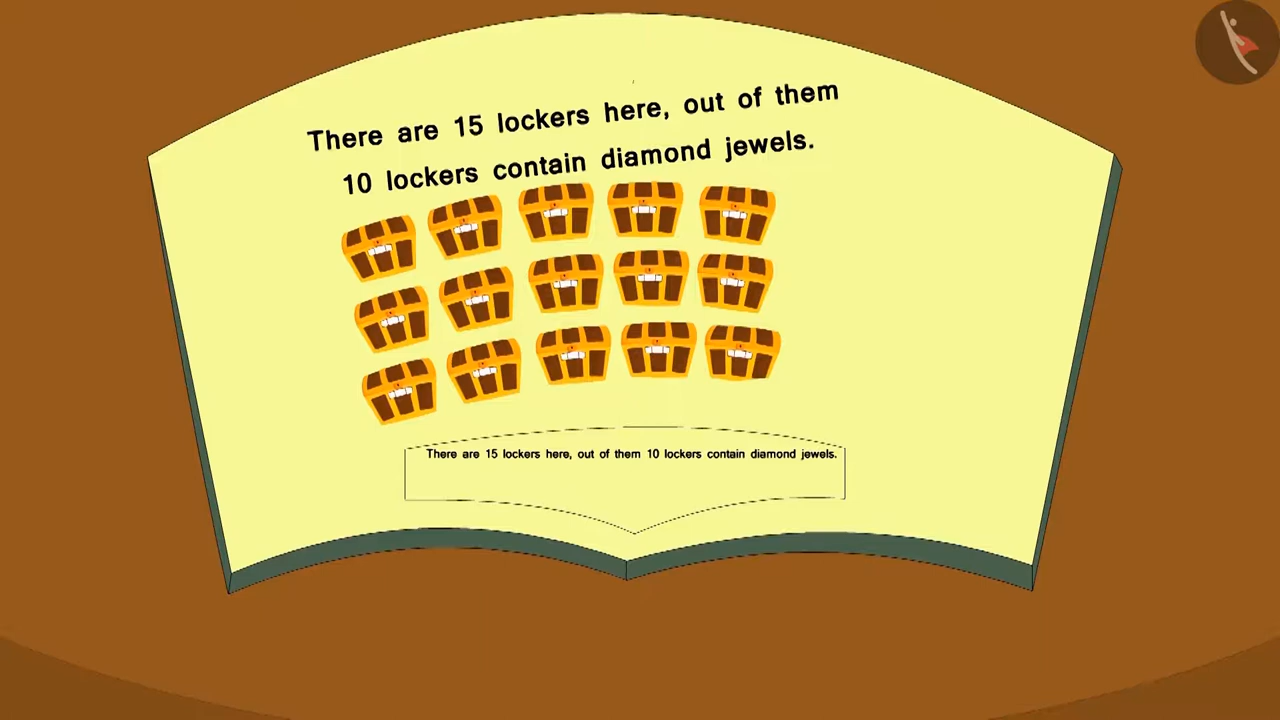 There are 15 lockers here, out of them
10 lockers contain diamond jewels.
There are 15 lockers here, out of them 10 lockers contain diamond jewels.